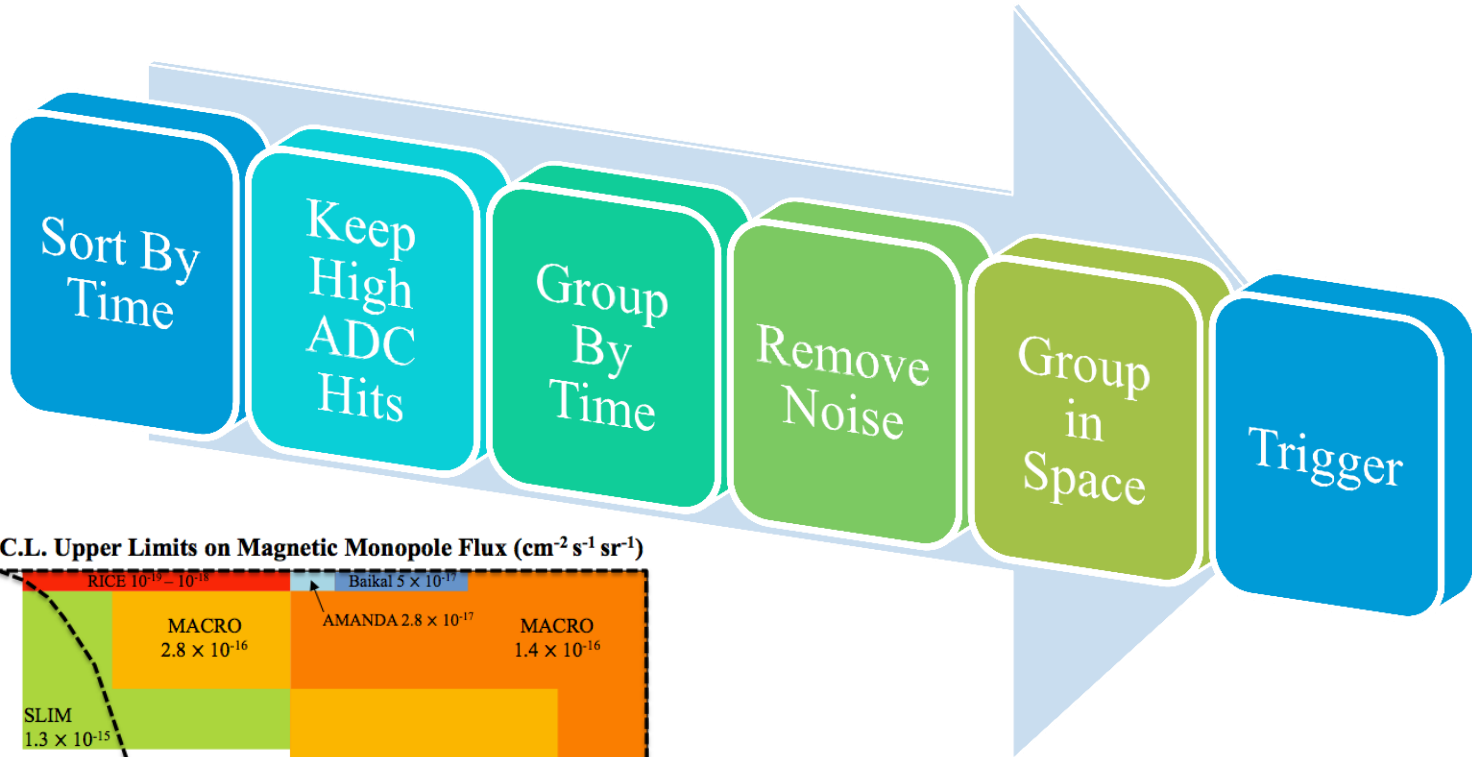 Sort By
Time
Keep
High
ADC
Hits
Group
By
Time
Remove
Noise
Group
in
Space
Trigger
C.L. Upper Limits on Magnetic Monopole Flux (cm⁻² s⁻¹ sr⁻¹)
RICE 10⁻¹⁹ – 10⁻¹⁸
Baikal 5 × 10⁻¹⁷
AMANDA 2.8 × 10⁻¹⁷
MACRO
2.8 × 10⁻¹⁶
MACRO
1.4 × 10⁻¹⁶
SLIM
1.3 × 10⁻¹⁵